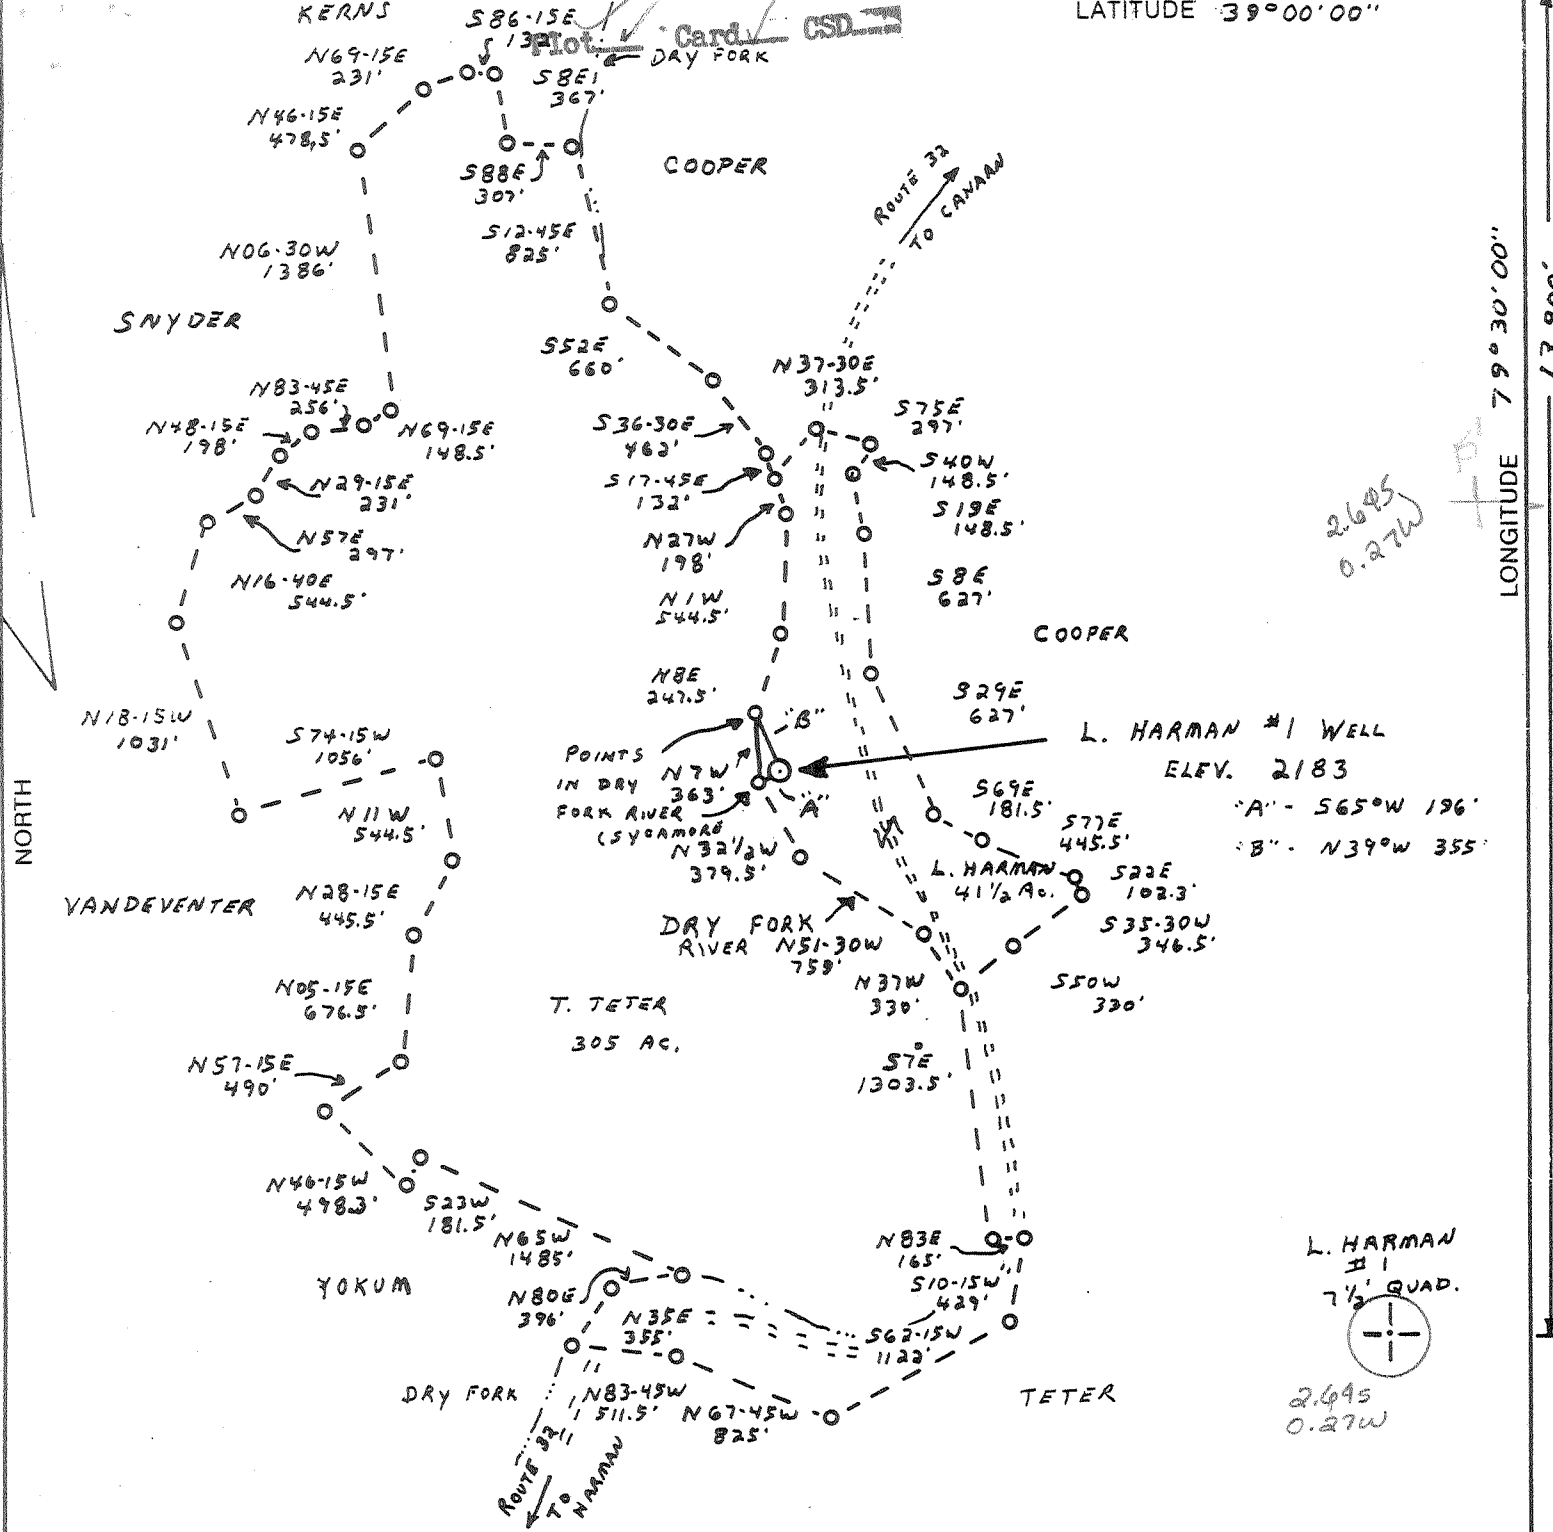 KERNS
S86-15E
132'
Plot Card CSD
LATITUDE 39°00'00"
N69-15E
231'
DRY FORK
S8E
367'
N46-15E
478.5'
S88E
307'
COOPER
ROUTE 32
TO CANAAN
S12-45E
825'
N06-30W
1386'
SNYDER
LONGITUDE 79°30'00"
S52E
660'
N37-30E
313.5'
N83-45E
256'
N48-15E
198'
N69-15E
148.5'
S36-30E
462'
S75E
297'
S40W
148.5'
N29-15E
231'
S17-45E
132'
S19E
148.5'
2.695
0.27W
N57E
297'
N27W
198'
N16-40E
544.5'
S8E
627'
N1W
544.5'
COOPER
N8E
247.5'
S29E
627'
N18-15W
1031'
S74-15W
1056'
"B"
L. HARMAN #1 WELL
ELEV. 2183
POINTS
IN DRY
FORK RIVER
(SYCAMORE
N7W
363'
"A"
"A" - S65°W 196'
"B" - N39°W 355'
NORTH
N11W
544.5'
S69E
181.5'
S77E
445.5'
N32½W
379.5'
L. HARMAN
41½ Ac.
S22E
102.3'
VANDEVENTER
N28-15E
445.5'
DRY FORK
RIVER
N51-30W
759'
S35-30W
346.5'
N05-15E
676.5'
T. TETER
305 AC.
N37W
330'
S50W
330'
N57-15E
490'
S7°E
1303.5'
N46-15W
498.3'
S23W
181.5'
N65W
1485'
N83E
165'
L. HARMAN
#1
7½' QUAD.
YOKUM
N80E
396'
S10-15W
429'
N35E
355'
S62-15W
1122'
DRY FORK
N83-45W
511.5'
N67-45W
825'
TETER
2.695
0.27W
ROUTE 32
TO HARMAN